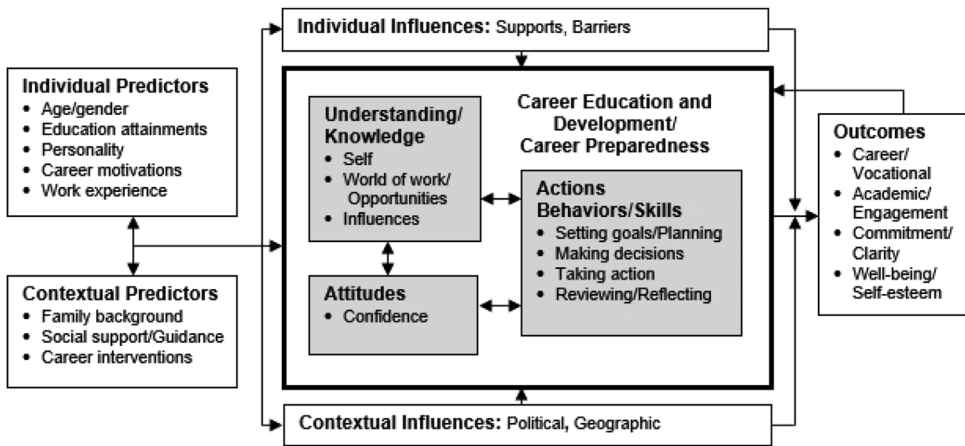 Individual Influences: Supports, Barriers
Individual Predictors
• Age/gender
• Education attainments
• Personality
• Career motivations
• Work experience
Contextual Predictors
• Family background
• Social support/Guidance
• Career interventions
Career Education and
Development/
Career Preparedness
Understanding/
Knowledge
• Self
• World of work/
Opportunities
• Influences
Attitudes
• Confidence
Actions
Behaviors/Skills
• Setting goals/Planning
• Making decisions
• Taking action
• Reviewing/Reflecting
Outcomes
• Career/
Vocational
• Academic/
Engagement
• Commitment/
Clarity
• Well-being/
Self-esteem
Contextual Influences: Political, Geographic